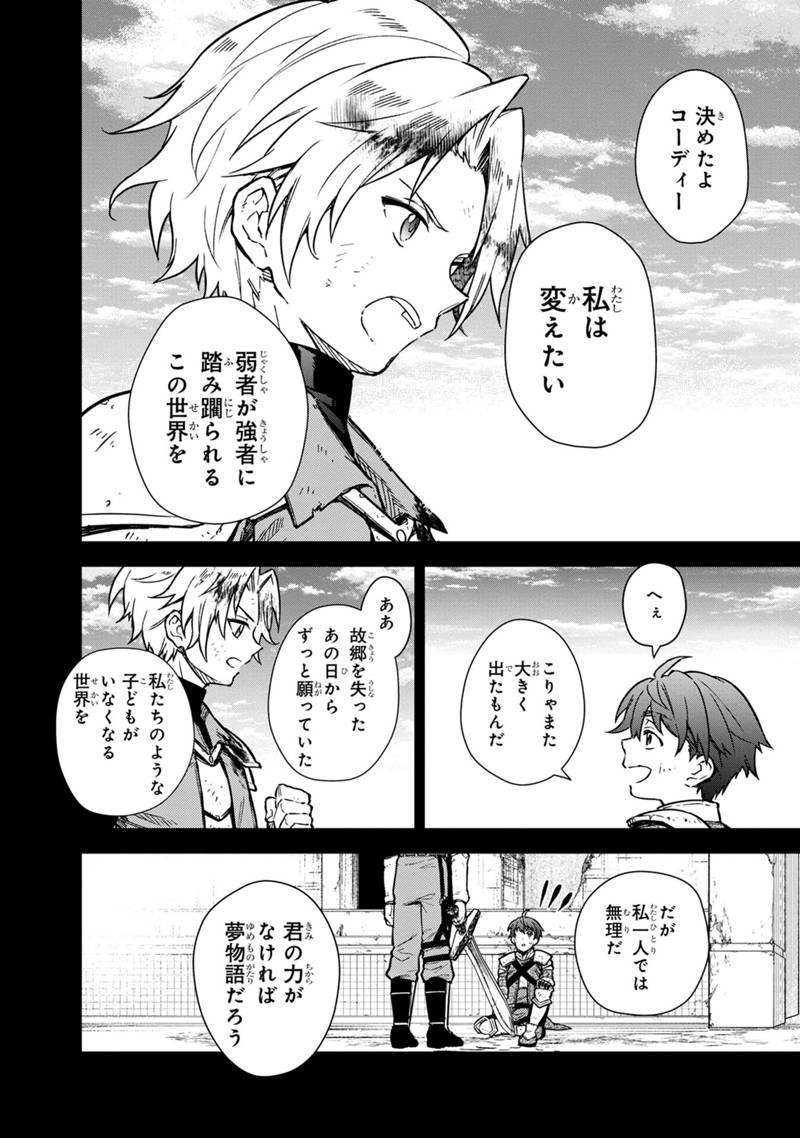 決めたよ
コーディー
私は
変えたい
弱者が強者に
踏み躙られる
この世界を
へぇ
こりゃまた
大きく
出たもんだ
ああ
故郷を失った
あの日から
ずっと願っていた
私たちのような
子どもが
いなくなる
世界を
だが
私一人では
無理だ
君の力が
なければ
夢物語だろう